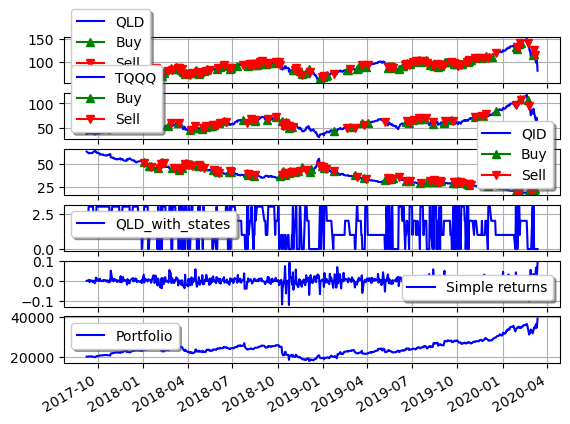 QLD
Buy
Sell
150
100
TQQQ
Buy
Sell
100
50
QID
Buy
Sell
50
25
QLD_with_states
2.5
0.0
0.1
0.0
−0.1
Simple returns
40000
20000
Portfolio
2017-10
2018-01
2018-04
2018-07
2018-10
2019-01
2019-04
2019-07
2019-10
2020-01
2020-04